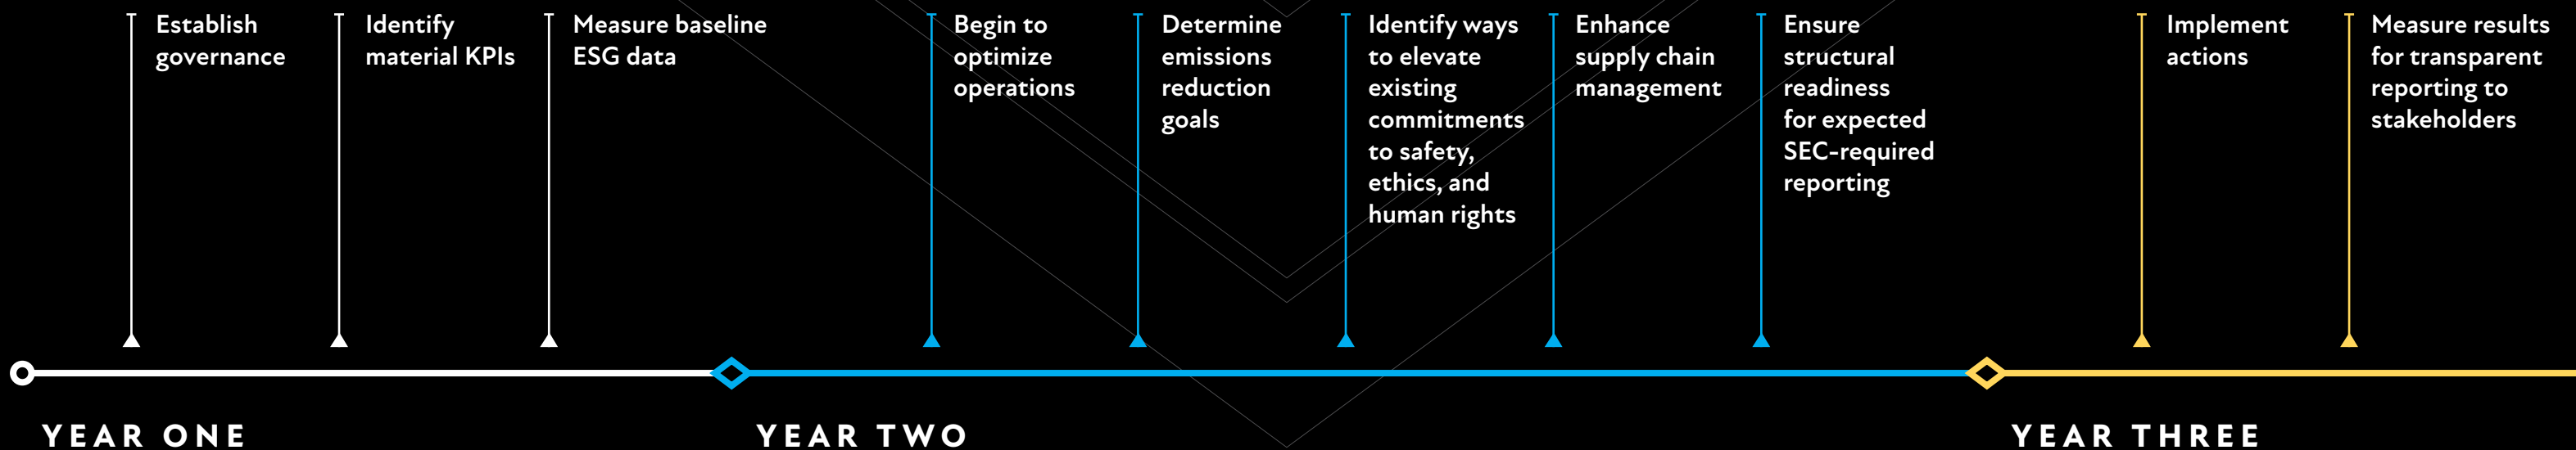 Establish
governance
Identify
material KPIs
Measure baseline
ESG data
Begin to
optimize
operations
Determine
emissions
reduction
goals
Identify ways
to elevate
existing
commitments
to safety,
ethics, and
human rights
Enhance
supply chain
management
Ensure
structural
readiness
for expected
SEC-required
reporting
Implement
actions
Measure results
for transparent
reporting to
stakeholders
YEAR ONE
YEAR TWO
YEAR THREE